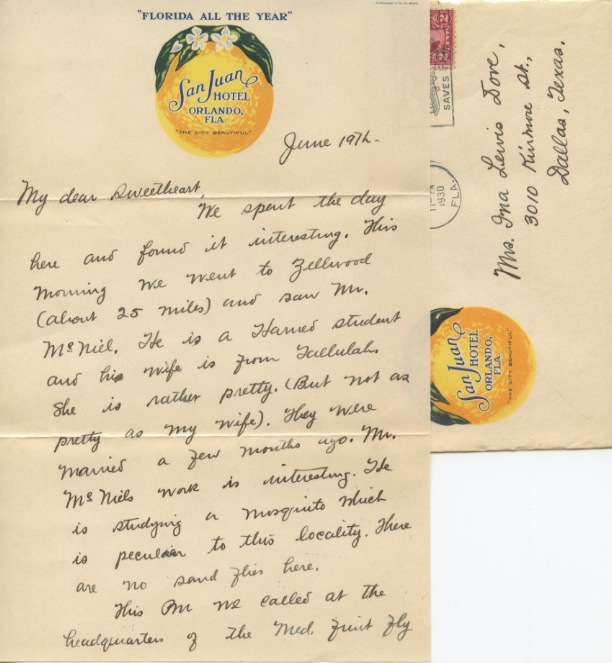 "FLORIDA ALL THE YEAR"
San Juan
HOTEL
ORLANDO,
FLA
"THE CITY BEAUTIFUL"
June 19th-
My dear sweetheart,
We spent the day
here and found it interesting. This
morning we went to Zellwood
(about 25 miles) and saw Mr.
McNiel. He is a Harned student
and his wife is from Tallulah.
She is rather pretty. (But not as
pretty as my wife). They were
married a few months ago. Mr.
McNiels work is interesting. He
is studying a mosquito which
is peculiar to this locality. There
are no sand flies here.
This PM we called at the
headquarters of the Med. fruit fly
2 CENTS 2
SAVES
1930
FLA.
Mrs. Ina Lewis Dove,
3010 Kinmore St.,
Dallas, Texas.
San Juan
HOTEL
ORLANDO,
FLA.
"THE CITY BEAUTIFUL"